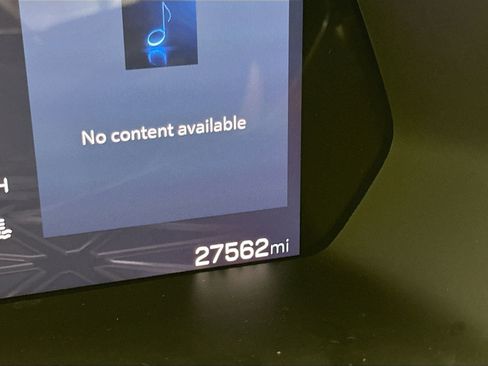 No content available
H
27562mi